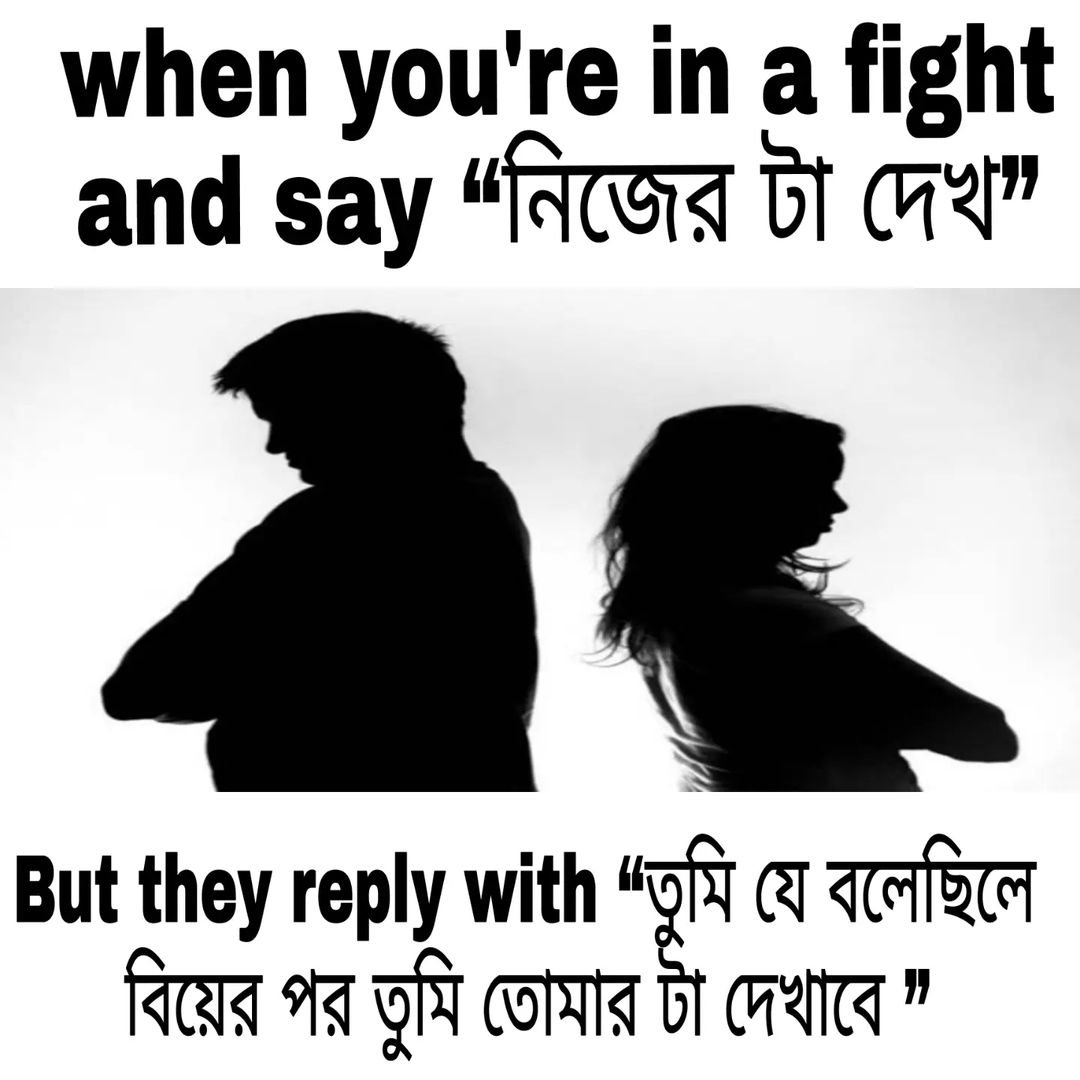 when you're in a fight
and say “নিজের টা দেখ”
But they reply with “তুমি যে বলেছিলে
বিয়ের পর তুমি তোমার টা দেখাবে ”